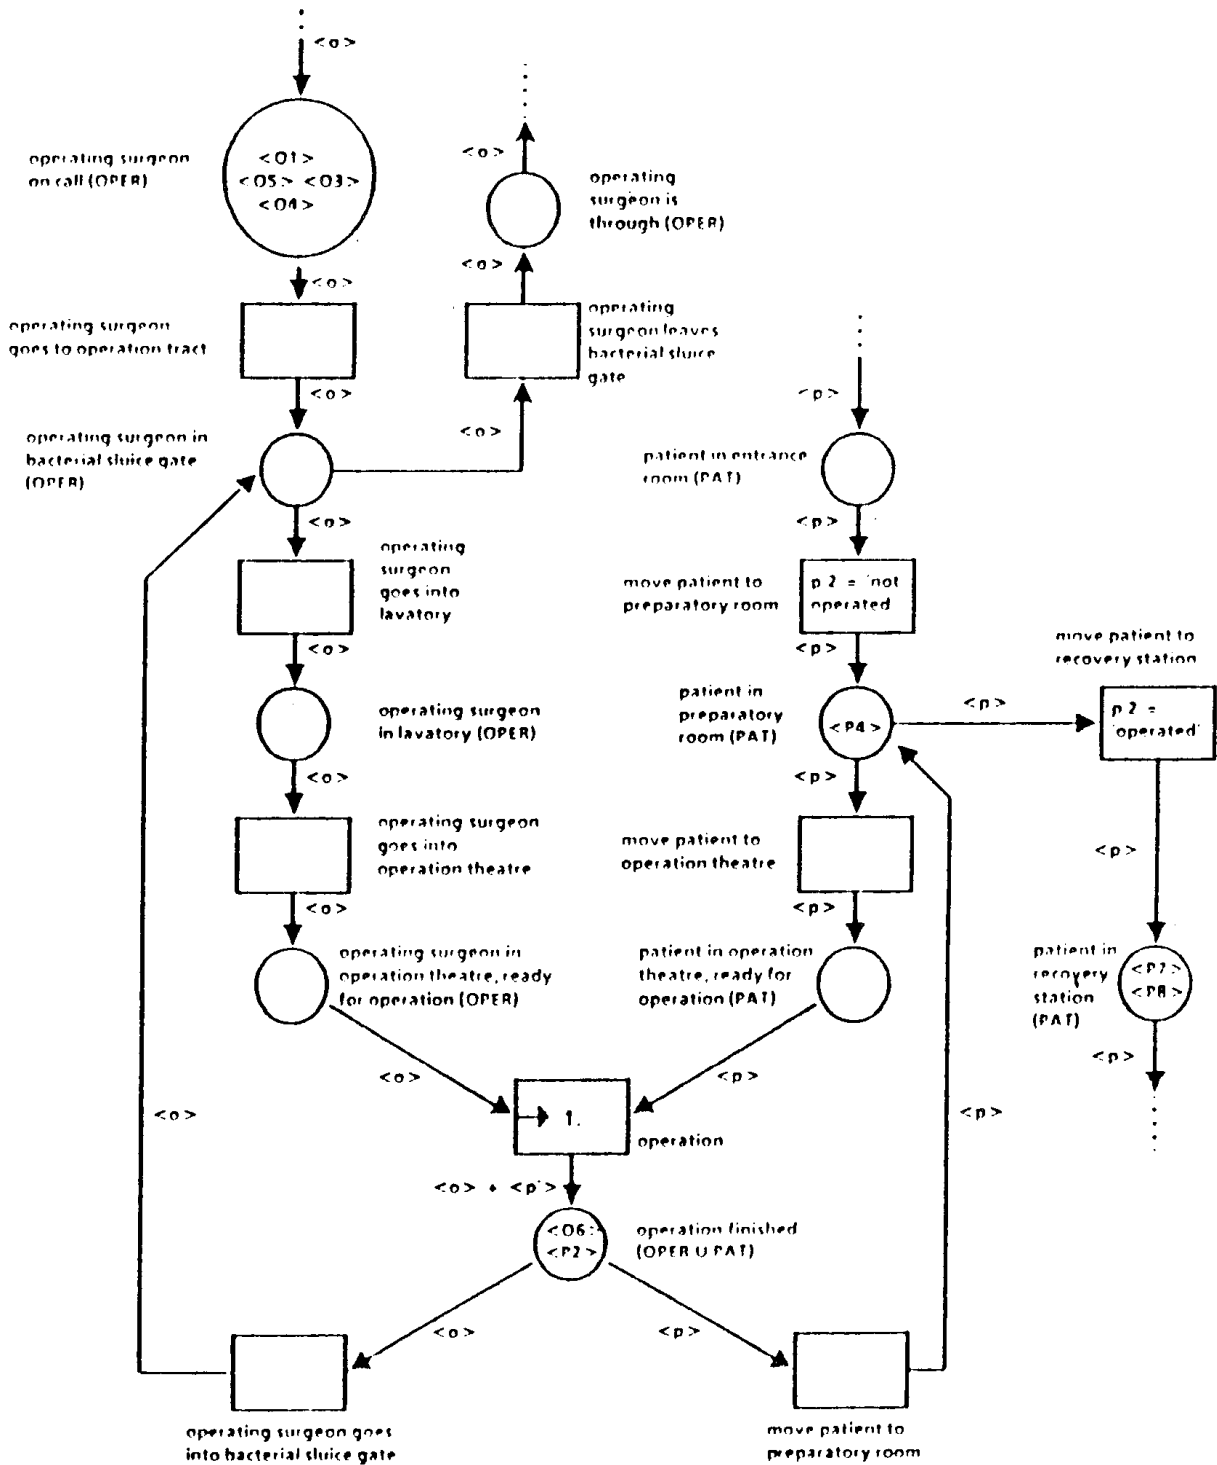 <o>
operating surgeon
on call (OPER)
<O1>
<O5> <O3>
<O4>
<o>
operating
surgeon is
through (OPER)
<o>
<o>
operating surgeon
goes to operation tract
operating
surgeon leaves
bacterial sluice
gate
<o>
<o>
<p>
operating surgeon in
bacterial sluice gate
(OPER)
patient in entrance
room (PAT)
<o>
<p>
operating
surgeon
goes into
lavatory
move patient to
preparatory room
p 2 = 'not
operated
<o>
<p>
move patient to
recovery station
operating surgeon
in lavatory (OPER)
patient in
preparatory
room (PAT)
<P4>
<p>
p 2 =
'operated'
<o>
<p>
operating surgeon
goes into
operation theatre
move patient to
operation theatre
<p>
<o>
<p>
operating surgeon in
operation theatre, ready
for operation (OPER)
patient in operation
theatre, ready for
operation (PAT)
patient in
recovery
station
(PAT)
<P7>
<P8>
<p>
<o>
<p>
<o>
1.
operation
<p>
<o> + <p'>
<O6>
<P2>
operation finished
(OPER U PAT)
<o>
<p>
operating surgeon goes
into bacterial sluice gate
move patient to
preparatory room